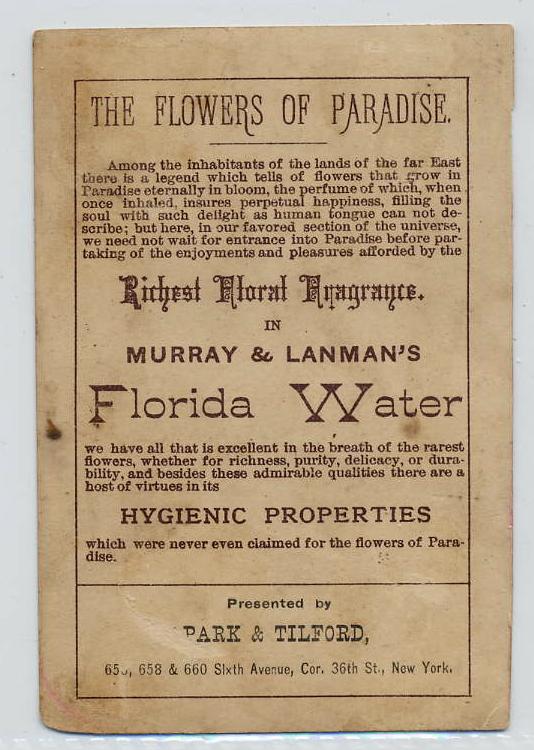 THE FLOWERS OF PARADISE.
Among the inhabitants of the lands of the far East
there is a legend which tells of flowers that grow in
Paradise eternally in bloom, the perfume of which, when
once inhaled, insures perpetual happiness, filling the
soul with such delight as human tongue can not de-
scribe; but here, in our favored section of the universe,
we need not wait for entrance into Paradise before par-
taking of the enjoyments and pleasures afforded by the
Richest Floral Fragrance.
IN
MURRAY & LANMAN'S
Florida Water
we have all that is excellent in the breath of the rarest
flowers, whether for richness, purity, delicacy, or dura-
bility, and besides these admirable qualities there are a
host of virtues in its
HYGIENIC PROPERTIES
which were never even claimed for the flowers of Para-
dise.
Presented by
PARK & TILFORD,
658 & 660 Sixth Avenue, Cor. 36th St., New York.